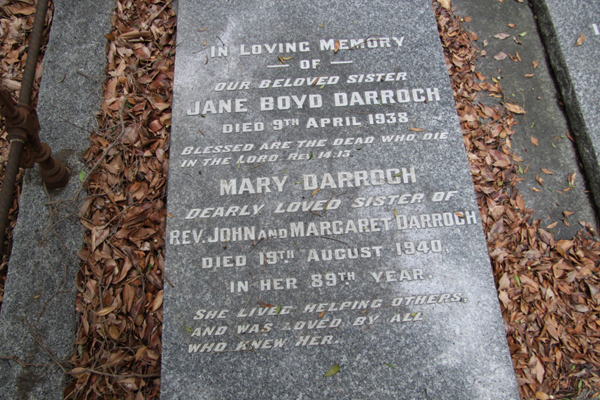 IN LOVING MEMORY
— OF —
OUR BELOVED SISTER
JANE BOYD DARROCH
DIED 9TH APRIL 1938
BLESSED ARE THE DEAD WHO DIE
IN THE LORD. REV. 14:13.
MARY DARROCH
DEARLY LOVED SISTER OF
REV. JOHN AND MARGARET DARROCH
DIED 19TH AUGUST 1940.
IN HER 89TH YEAR.
SHE LIVED HELPING OTHERS,
AND WAS LOVED BY ALL
WHO KNEW HER.